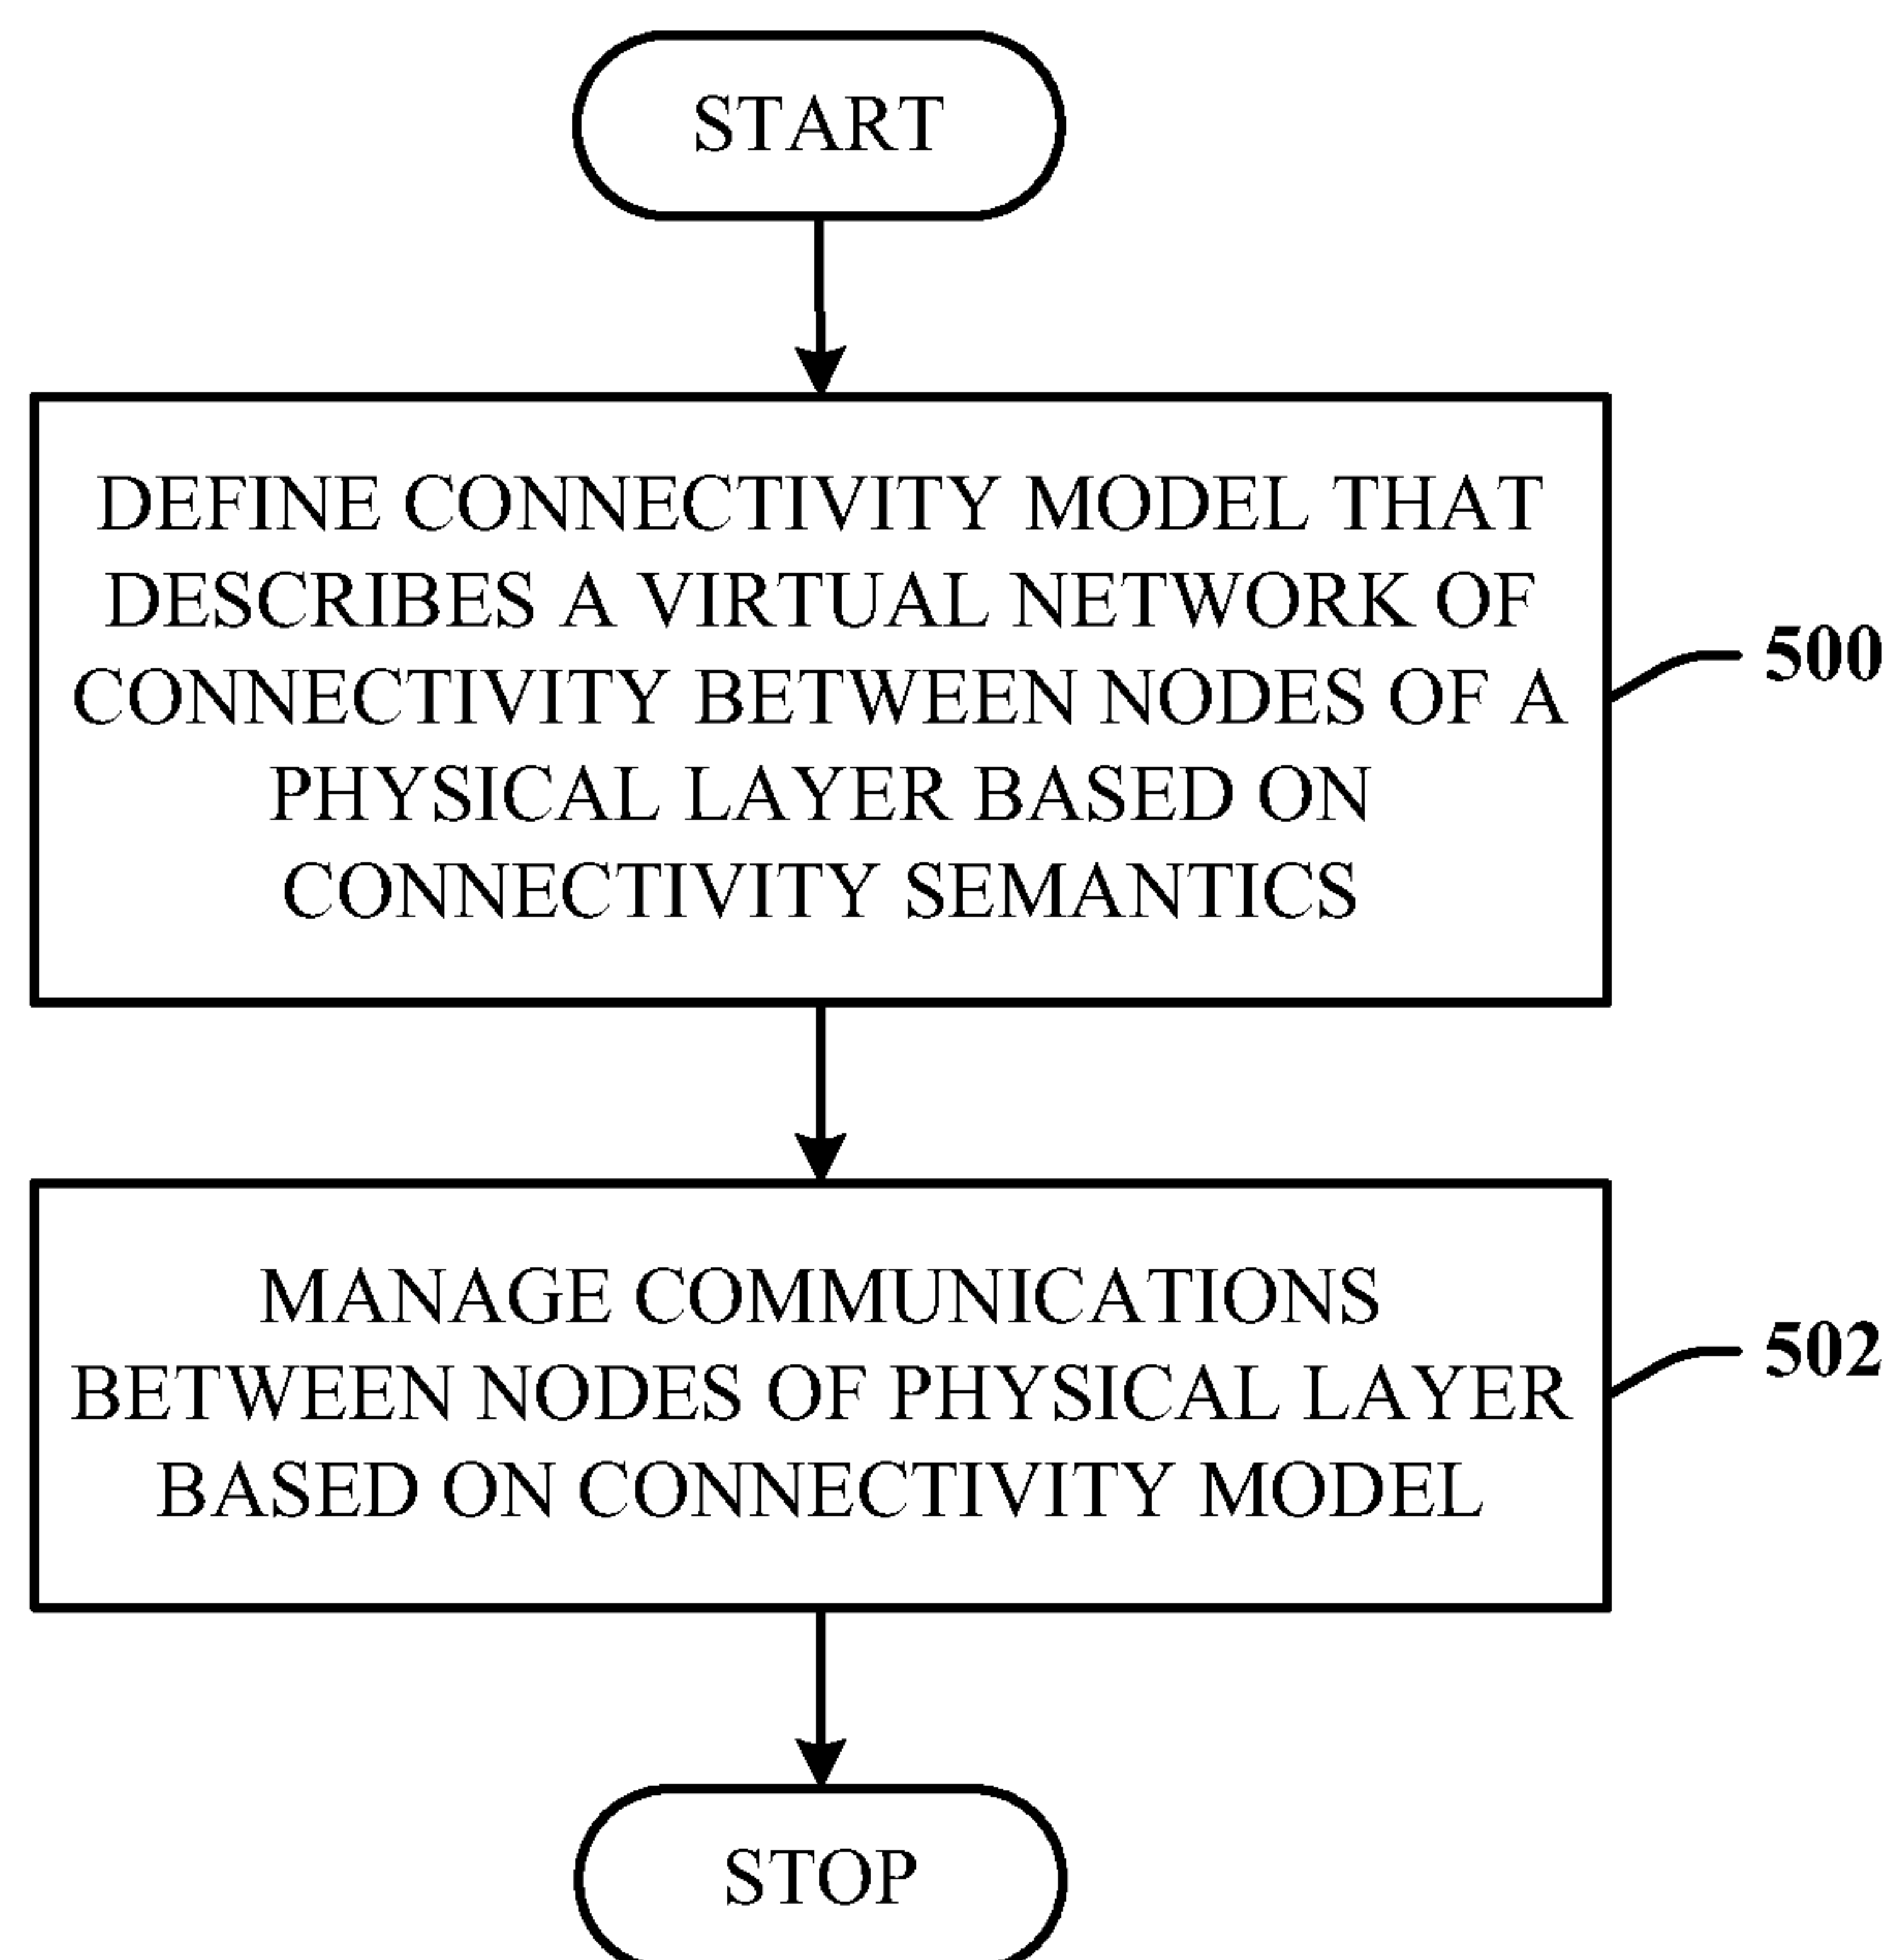 START
DEFINE CONNECTIVITY MODEL THAT
DESCRIBES A VIRTUAL NETWORK OF
CONNECTIVITY BETWEEN NODES OF A
PHYSICAL LAYER BASED ON
CONNECTIVITY SEMANTICS
500
MANAGE COMMUNICATIONS
BETWEEN NODES OF PHYSICAL LAYER
BASED ON CONNECTIVITY MODEL
502
STOP